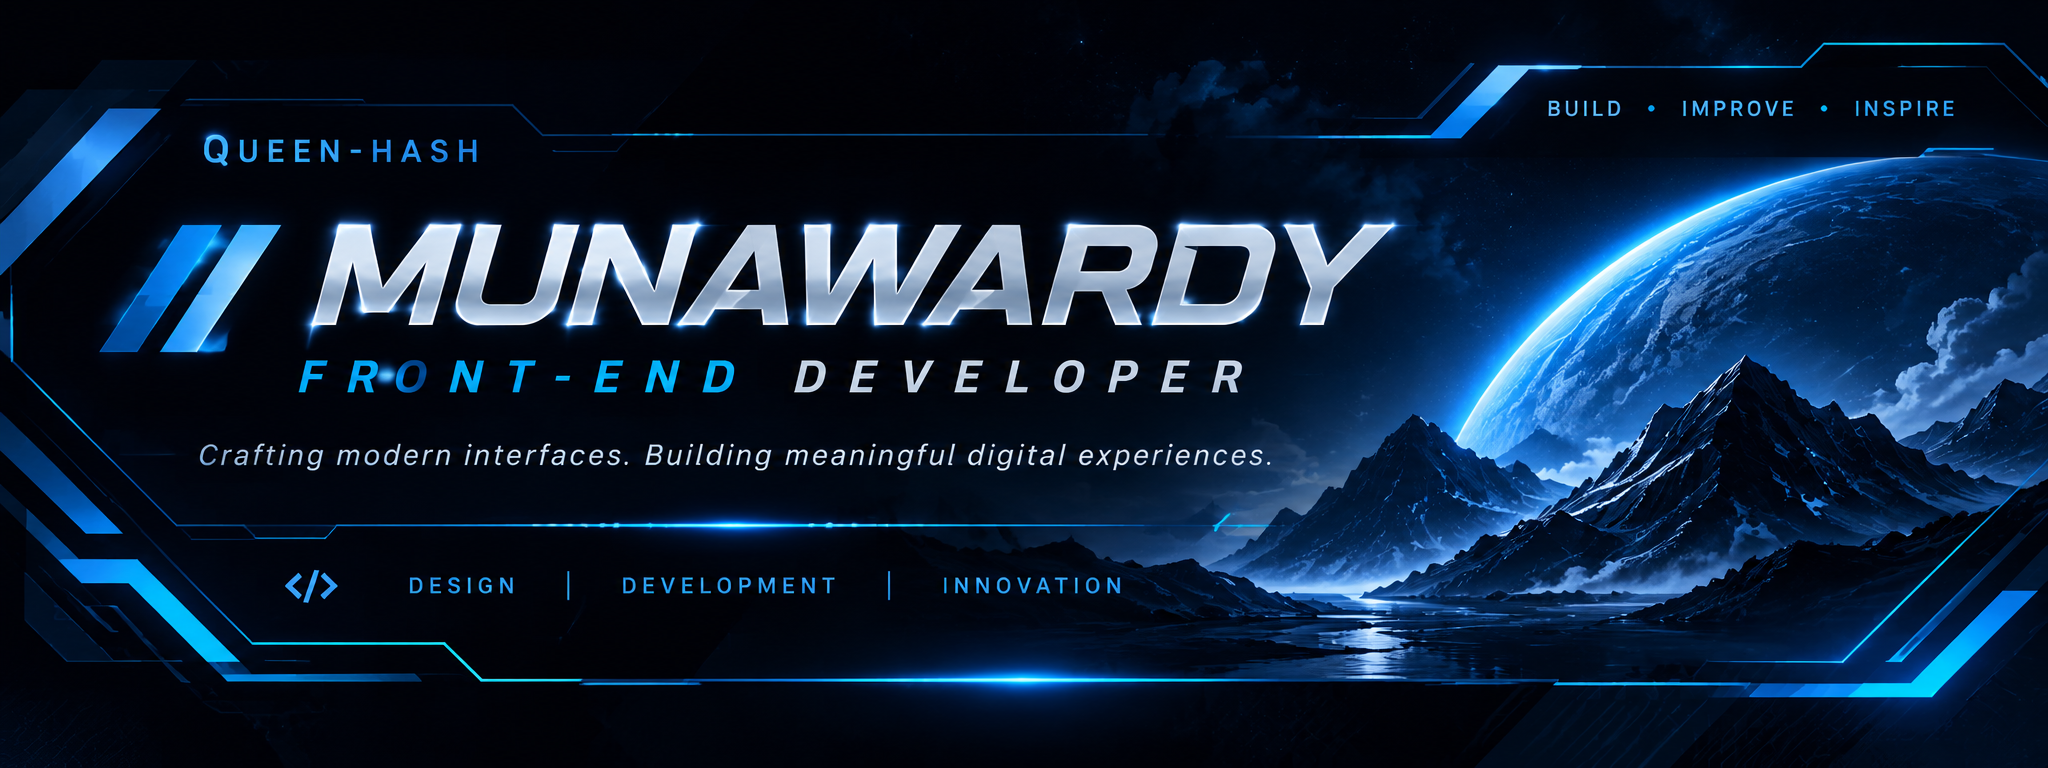 QUEEN-HASH
BUILD • IMPROVE • INSPIRE
MUNAWARDY
FRONT-END DEVELOPER
Crafting modern interfaces. Building meaningful digital experiences.
</> DESIGN | DEVELOPMENT | INNOVATION